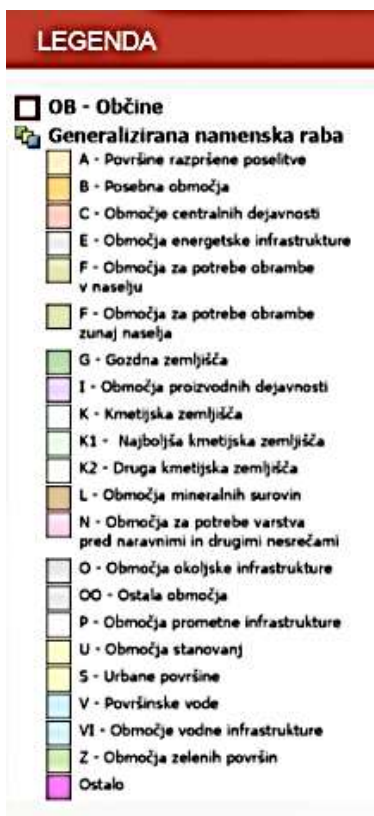 LEGENDA
OB - Občine
Generalizirana namenska raba
A - Površine razpršene poselitve
B - Posebna območja
C - Območje centralnih dejavnosti
E - Območja energetske infrastrukture
F - Območja za potrebe obrambe
v naselju
F - Območja za potrebe obrambe
zunaj naselja
G - Gozdna zemljišča
I - Območja proizvodnih dejavnosti
K - Kmetijska zemljišča
K1 - Najboljša kmetijska zemljišča
K2 - Druga kmetijska zemljišča
L - Območja mineralnih surovin
N - Območja za potrebe varstva
pred naravnimi in drugimi nesrečami
O - Območja okoljske infrastrukture
OO - Ostala območja
P - Območja prometne infrastrukture
U - Območja stanovanj
S - Urbane površine
V - Površinske vode
VI - Območje vodne infrastrukture
Z - Območja zelenih površin
Ostalo